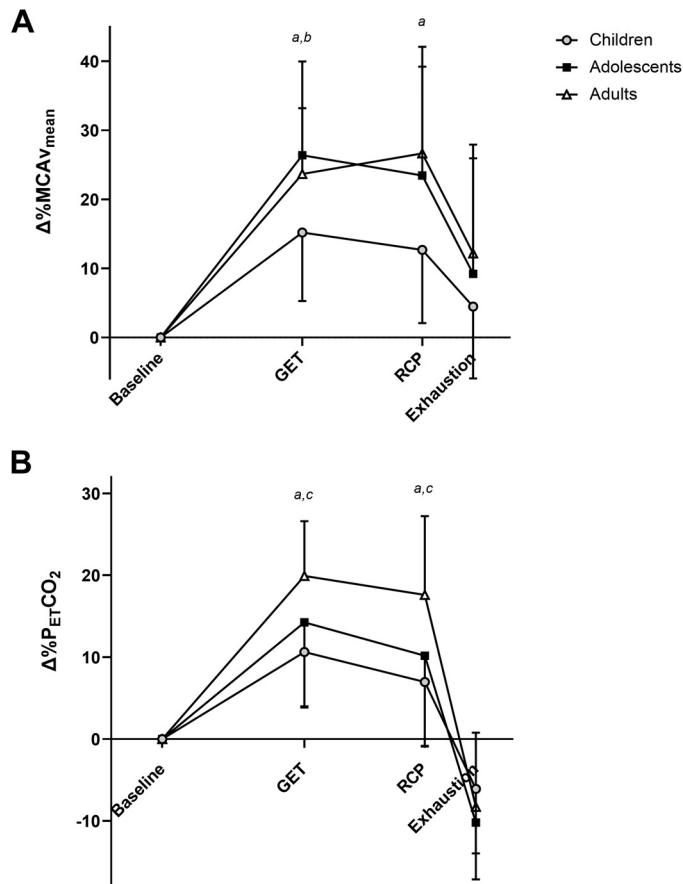 A
a,b
a
Children
Adolescents
Adults
40
30
20
10
0
Δ%MCAvmean
Baseline
GET
RCP
Exhaustion
B
a,c
a,c
30
20
10
0
-10
Δ%PETCO2
Baseline
GET
RCP
Exhaustion